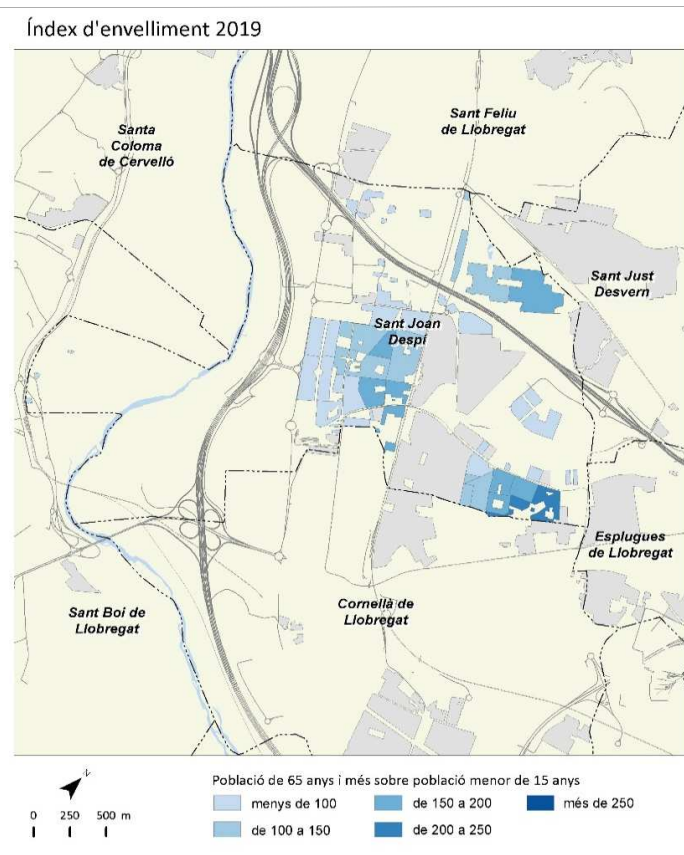 Índex d'envelliment 2019
Sant Feliu
de Llobregat
Santa
Coloma
de Cervelló
Sant Just
Desvern
Sant Joan
Despí
Esplugues
de Llobregat
Cornellà de
Llobregat
Sant Boi de
Llobregat
N
0 250 500 m
Població de 65 anys i més sobre població menor de 15 anys
menys de 100
de 150 a 200
més de 250
de 100 a 150
de 200 a 250